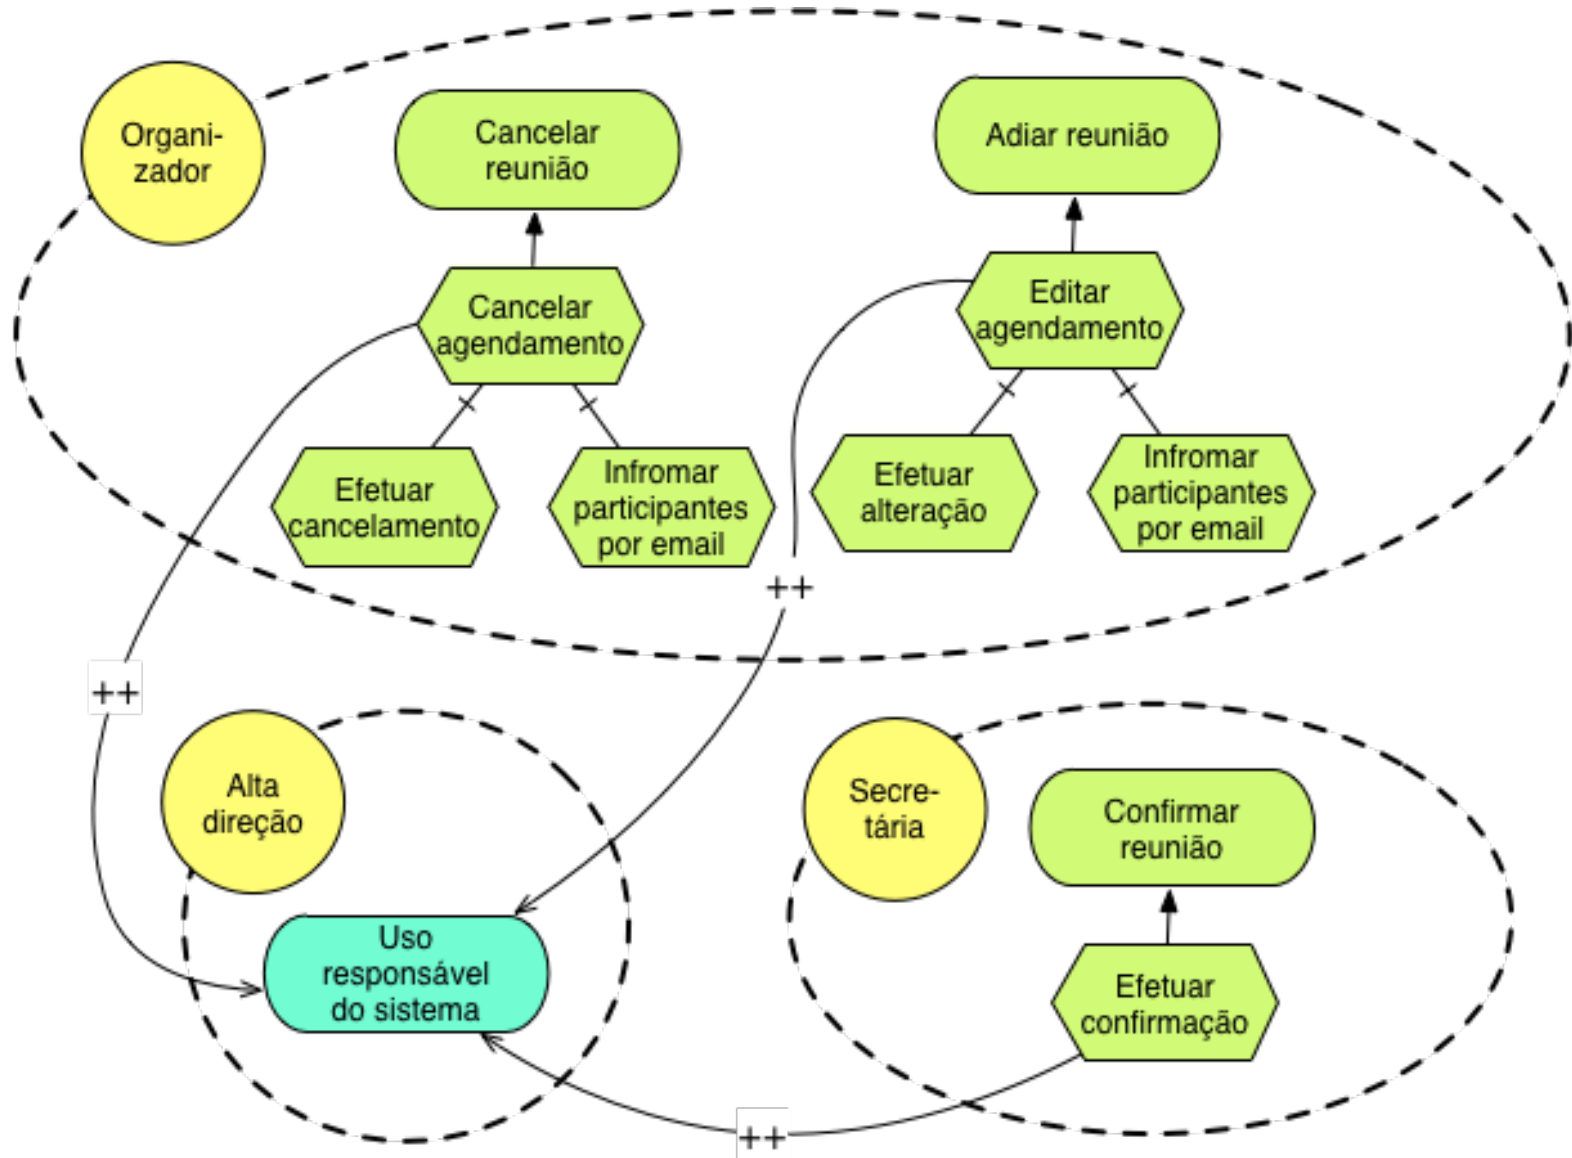 Organi-
zador
Cancelar
reunião
Adiar reunião
Cancelar
agendamento
Editar
agendamento
Efetuar
cancelamento
Infromar
participantes
por email
Efetuar
alteração
Infromar
participantes
por email
++
++
Alta
direção
Uso
responsável
do sistema
Secre-
tária
Confirmar
reunião
Efetuar
confirmação
++